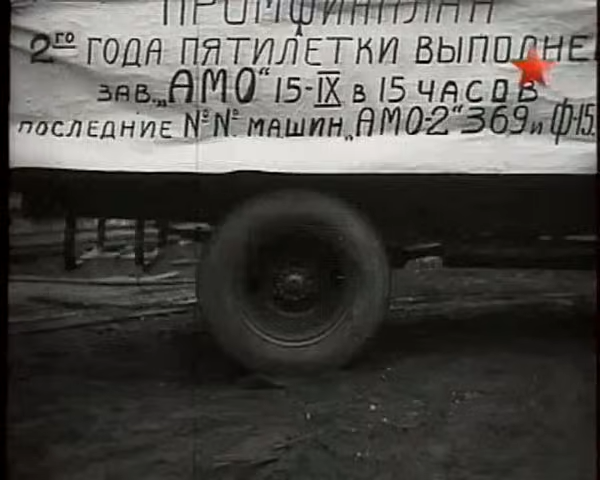 ПРОМФИНПЛАН
2го ГОДА ПЯТИЛЕТКИ ВЫПОЛНЕ
ЗАВ. „АМО“ 15-IX В 15 ЧАСОВ
ПОСЛЕДНИЕ №№ МАШИН „АМО-2“ 369 и Ф-15